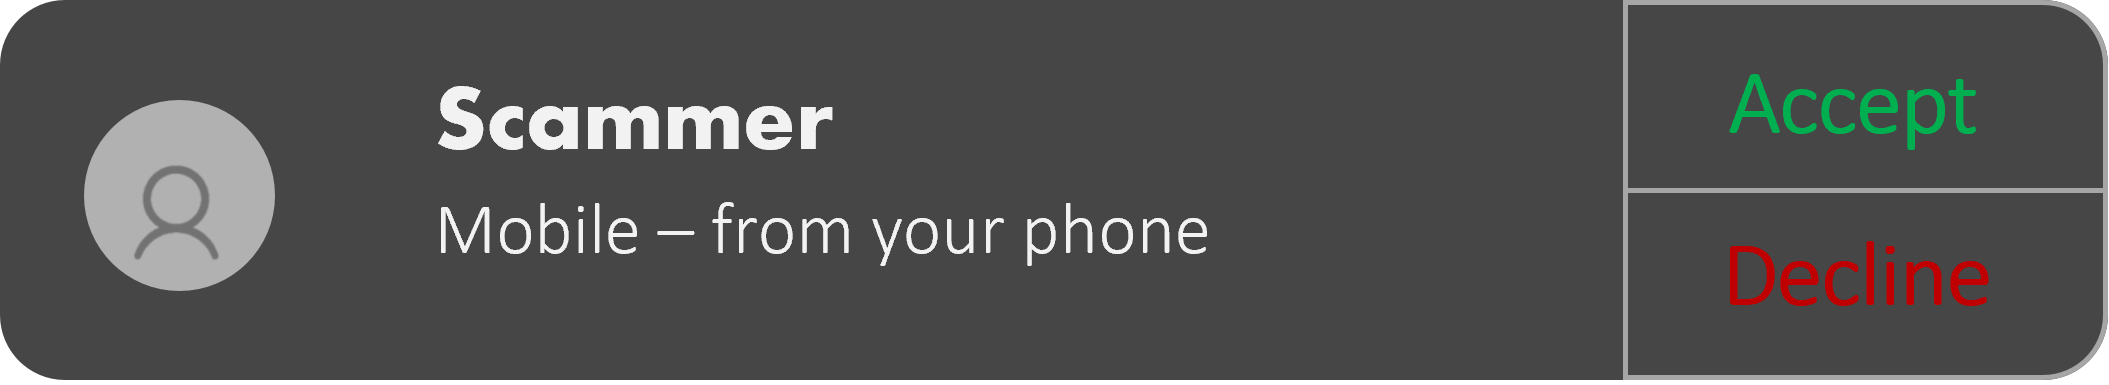 Scammer
Mobile – from your phone
Accept
Decline